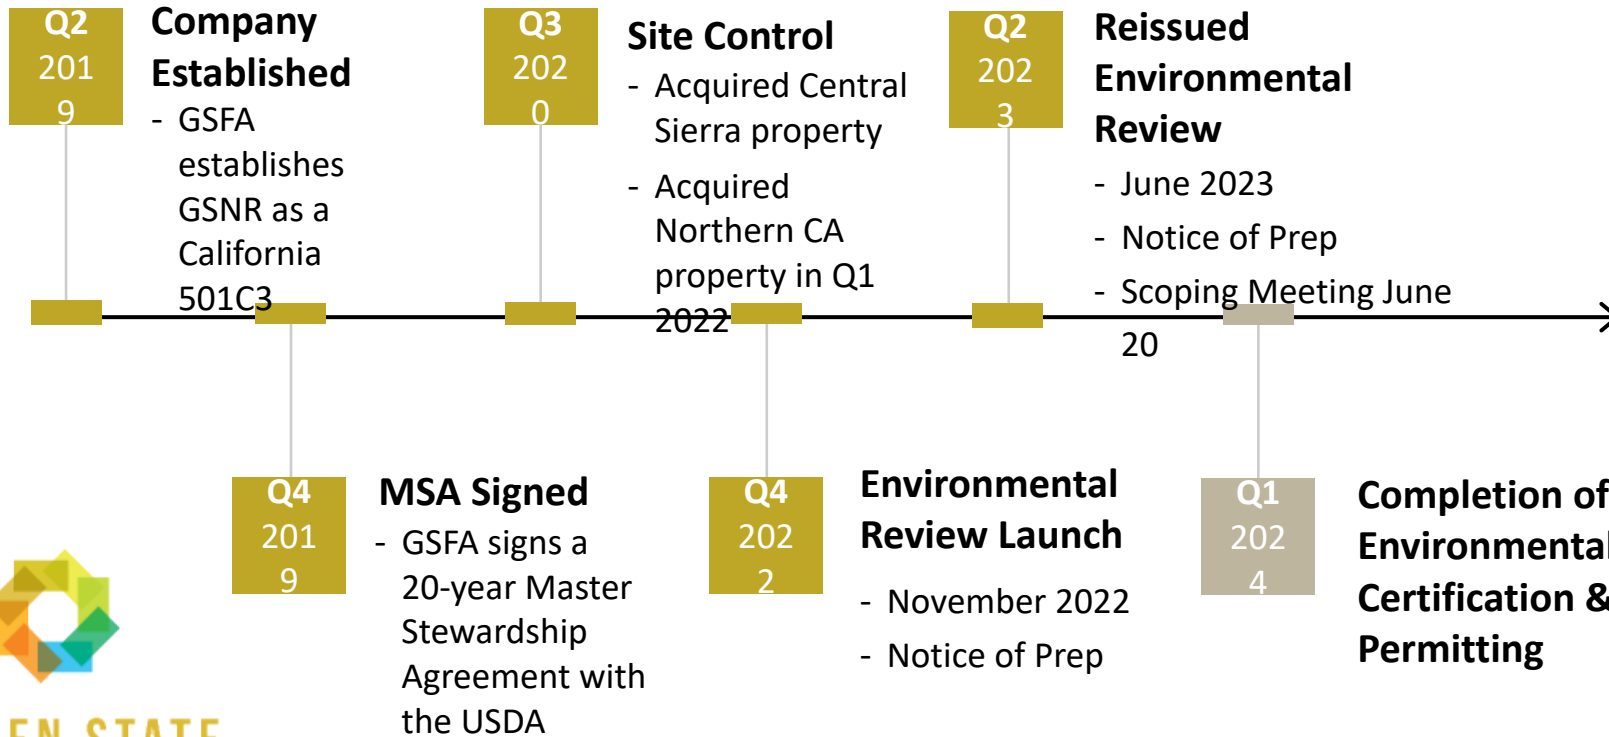 Q2
201
9
Company
Established
- GSFA
establishes
GSNR as a
California
501C3
Q4
201
9
MSA Signed
- GSFA signs a
20-year Master
Stewardship
Agreement with
the USDA
Q3
202
0
Site Control
- Acquired Central
Sierra property
- Acquired
Northern CA
property in Q1
2022
Q4
202
2
Environmental
Review Launch
- November 2022
- Notice of Prep
Q2
202
3
Reissued
Environmental
Review
- June 2023
- Notice of Prep
- Scoping Meeting June
20
Q1
202
4
Completion of
Environmental
Certification &
Permitting
EN STATE